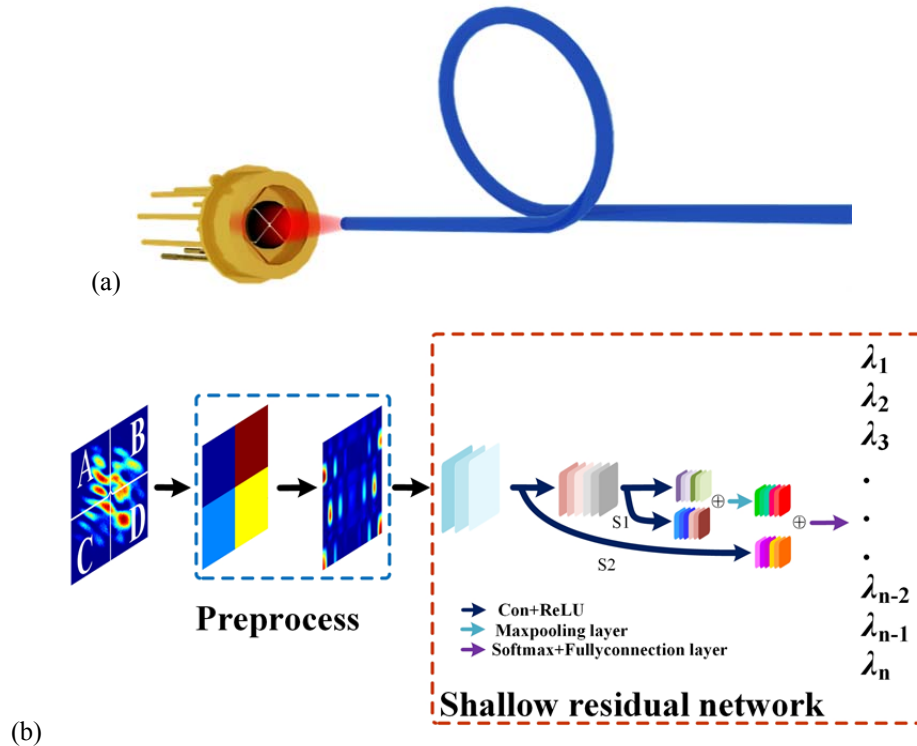 (a)
A
B
C
D
Preprocess
S1
S2
⊕
⊕
Con+ReLU
Maxpooling layer
Softmax+Fullyconnection layer
λ1
λ2
λ3
.
.
.
λn-2
λn-1
λn
Shallow residual network
(b)